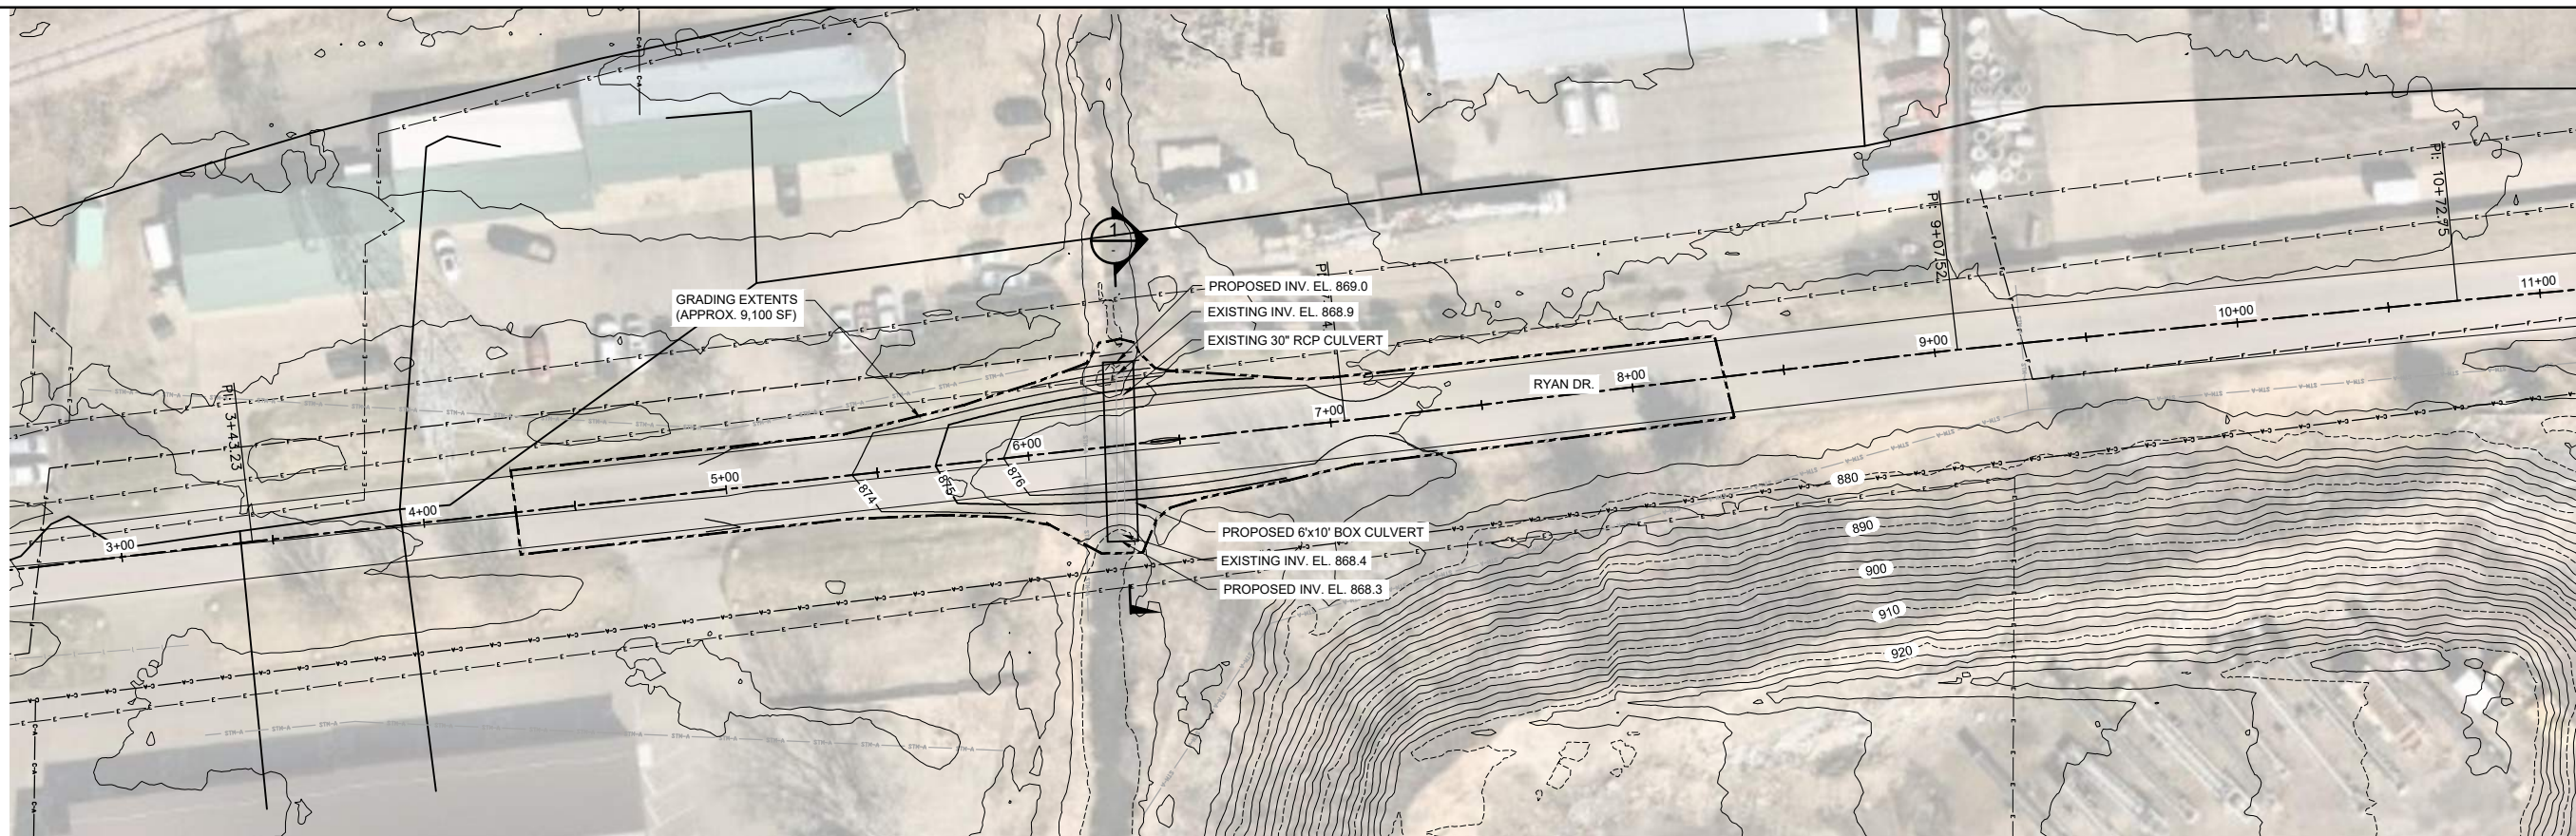 GRADING EXTENTS
(APPROX. 9,100 SF)
1
-
PROPOSED INV. EL. 869.0
EXISTING INV. EL. 868.9
EXISTING 30" RCP CULVERT
PI: 3+43.23
PI: 9+07.52
PI: 10+72.75
3+00
4+00
5+00
6+00
7+00
8+00
9+00
10+00
11+00
RYAN DR.
874
875
876
PROPOSED 6'x10' BOX CULVERT
EXISTING INV. EL. 868.4
PROPOSED INV. EL. 868.3
880
890
900
910
920